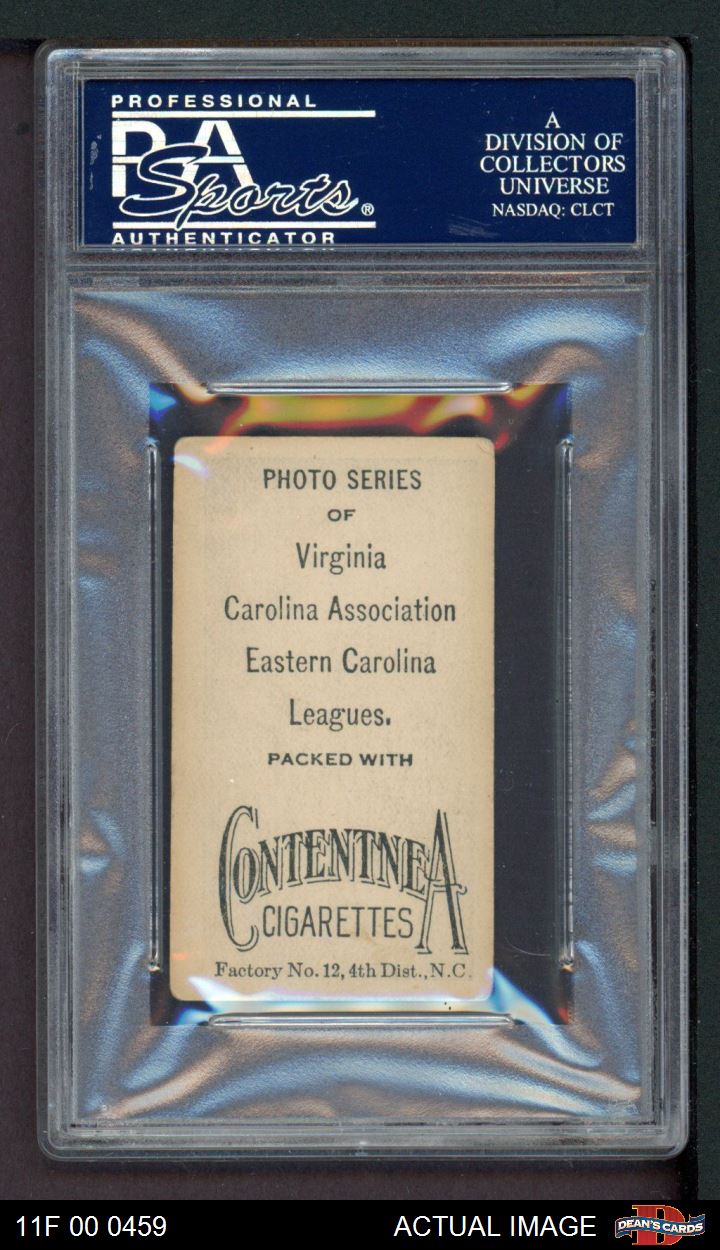 PROFESSIONAL
PSA
Sports®
AUTHENTICATOR
A
DIVISION OF
COLLECTORS
UNIVERSE
NASDAQ: CLCT
PHOTO SERIES
OF
Virginia
Carolina Association
Eastern Carolina
Leagues.
PACKED WITH
CONTENTNEA
CIGARETTES
Factory No. 12, 4th Dist., N.C.
11F 00 0459
ACTUAL IMAGE
DEAN'S CARDS